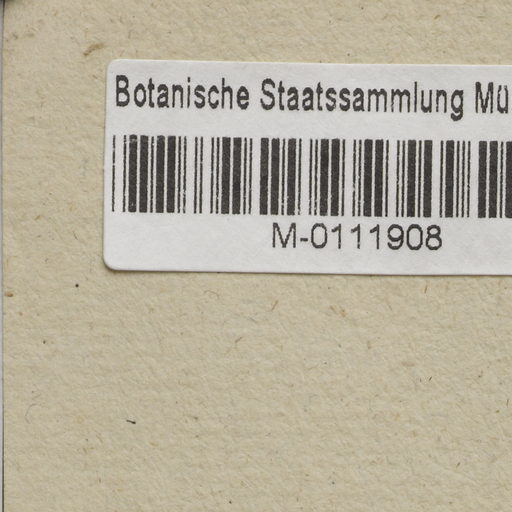 Botanische Staatssammlung Mü
M-0111908